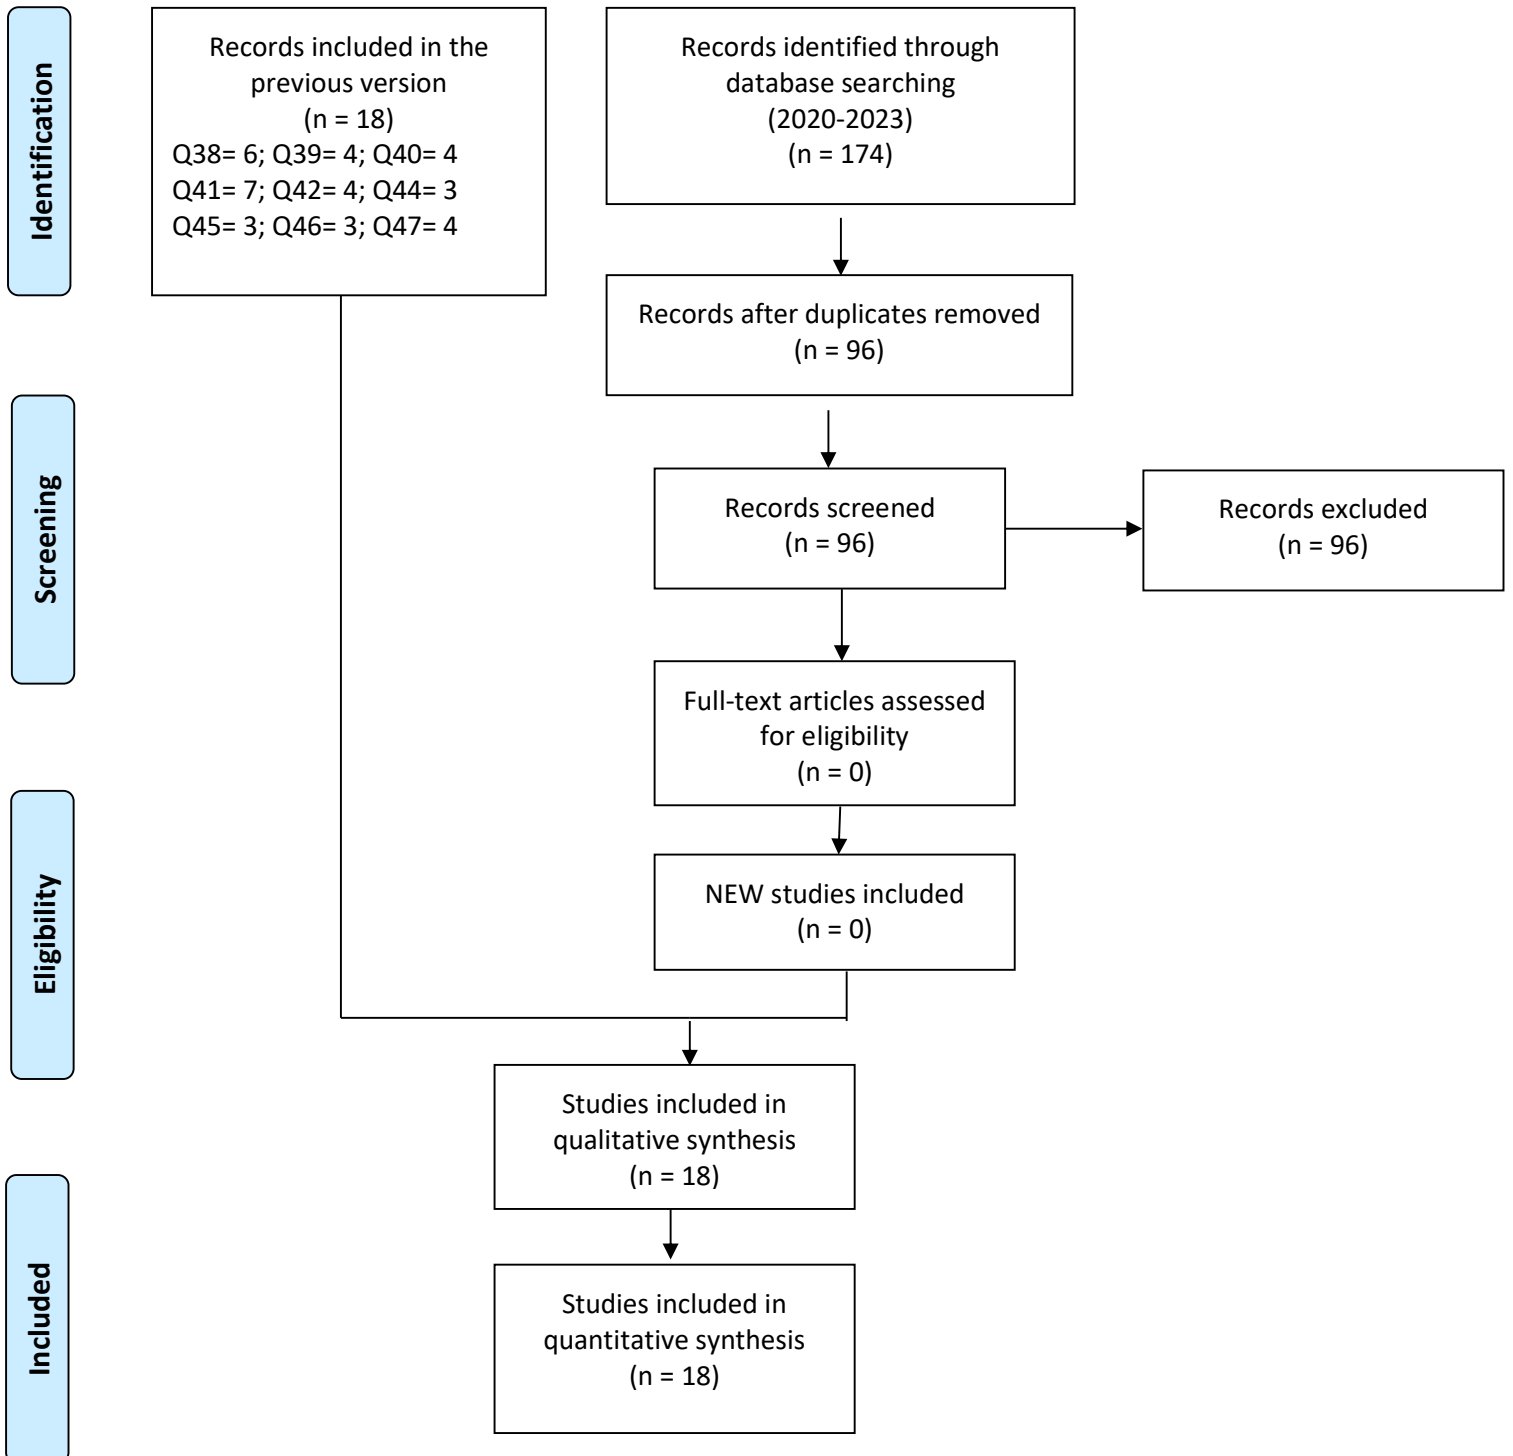 Identification
Records included in the
previous version
(n = 18)
Q38= 6; Q39= 4; Q40= 4
Q41= 7; Q42= 4; Q44= 3
Q45= 3; Q46= 3; Q47= 4
Records identified through
database searching
(2020-2023)
(n = 174)
Records after duplicates removed
(n = 96)
Screening
Records screened
(n = 96)
Records excluded
(n = 96)
Full-text articles assessed
for eligibility
(n = 0)
Eligibility
NEW studies included
(n = 0)
Studies included in
qualitative synthesis
(n = 18)
Included
Studies included in
quantitative synthesis
(n = 18)